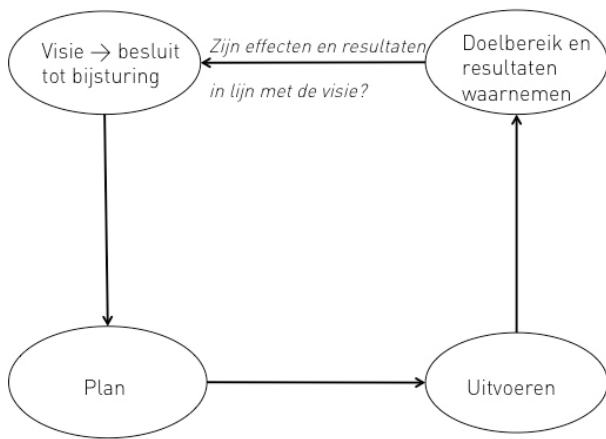 Visie → besluit
tot bijsturing
Zijn effecten en resultaten
in lijn met de visie?
Doelbereik en
resultaten
waarnemen
Plan
Uitvoeren